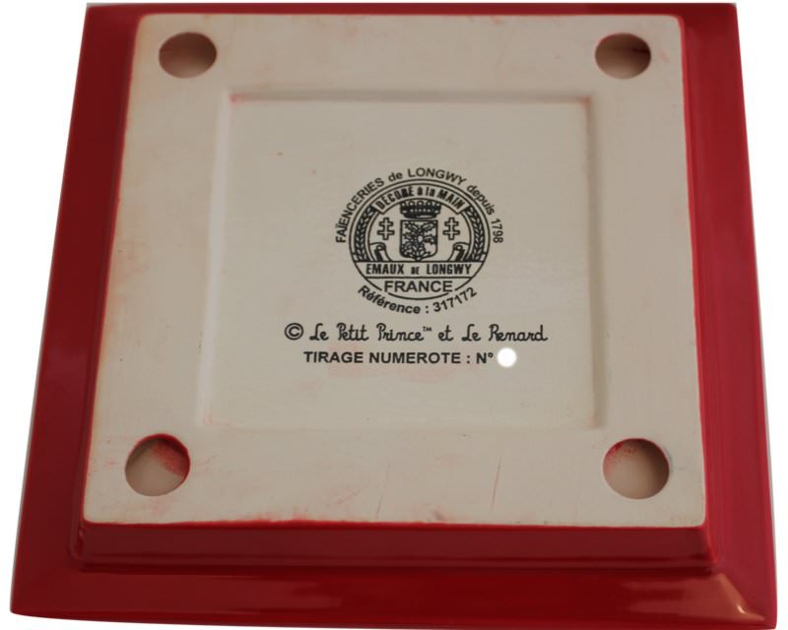 FAÏENCERIES de LONGWY depuis 1798
DÉCORÉ à la MAIN
EMAUX DE LONGWY
FRANCE
Référence : 317172
© Le Petit Prince™ et Le Renard
TIRAGE NUMEROTE : N°